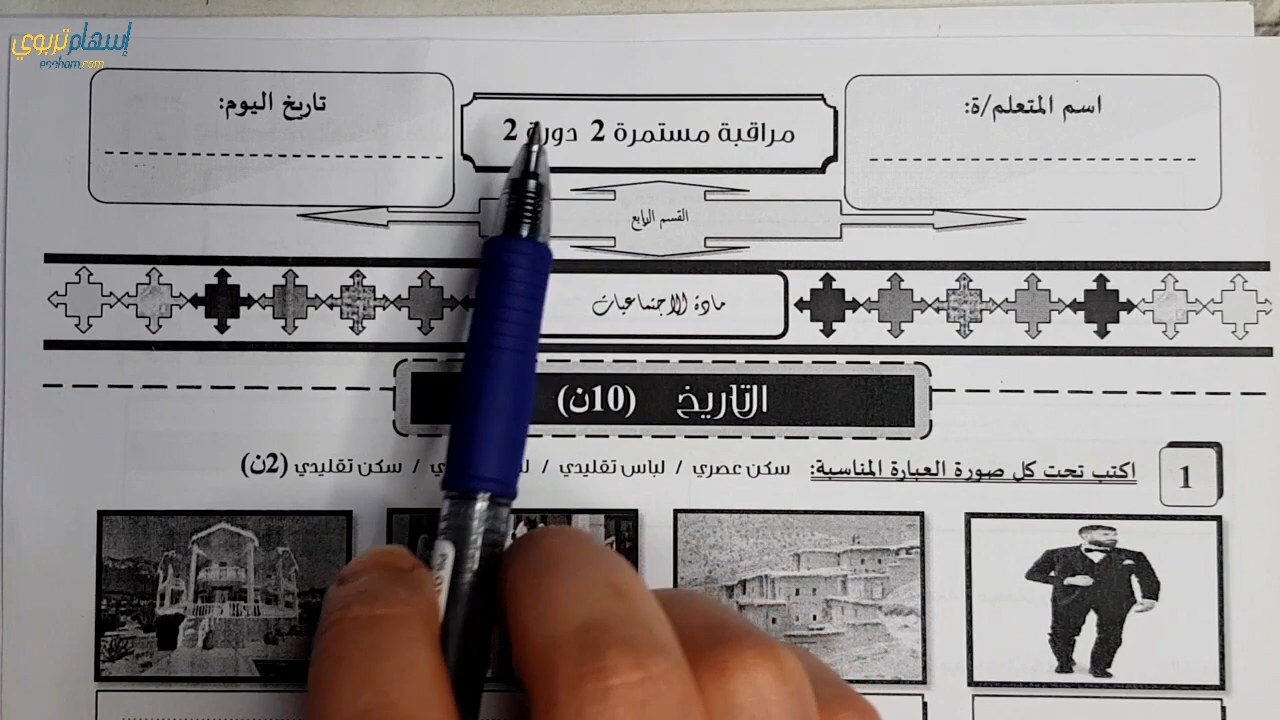 إسهام تربوي
eseham.com
اسم المتعلم/ة:
مراقبة مستمرة 2 دورة 2
تاريخ اليوم:
القسم الرابع
مادة الاجتماعيات
التاريخ (10ن)
1
اكتب تحت كل صورة العبارة المناسبة: سكن عصري / لباس تقليدي / / سكن تقليدي (2ن)